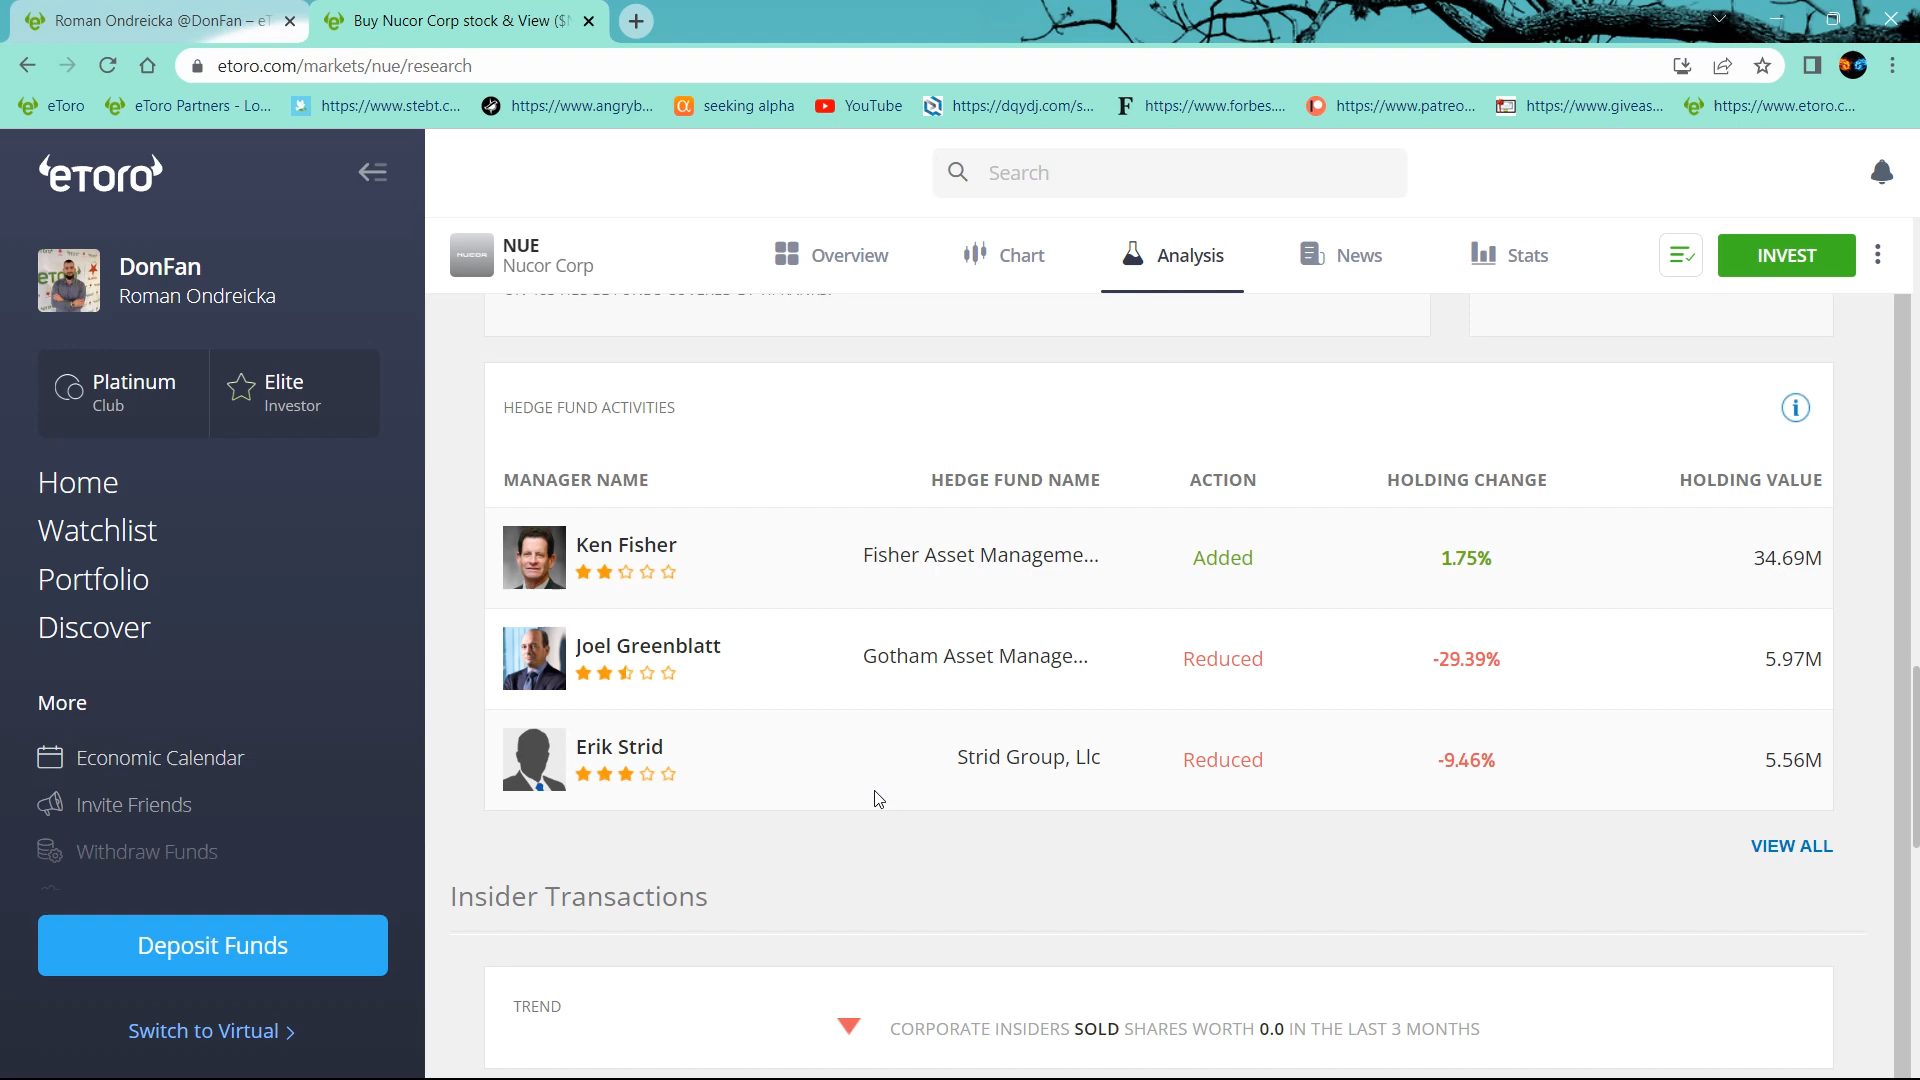 Roman Ondreicka @DonFan – eT
Buy Nucor Corp stock & View ($N
etoro.com/markets/nue/research
eToro
eToro Partners - Lo...
https://www.stebt.c...
https://www.angryb...
seeking alpha
YouTube
https://dqydj.com/s...
https://www.forbes....
https://www.patreo...
https://www.giveas...
https://www.etoro.c...
eToro
Search
DonFan
Roman Ondreicka
Platinum
Club
Elite
Investor
Home
Watchlist
Portfolio
Discover
More
Economic Calendar
Invite Friends
Withdraw Funds
Deposit Funds
Switch to Virtual >
NUCOR
NUE
Nucor Corp
Overview
Chart
Analysis
News
Stats
INVEST
HEDGE FUND ACTIVITIES
MANAGER NAME HEDGE FUND NAME ACTION HOLDING CHANGE HOLDING VALUE
Ken Fisher Fisher Asset Manageme... Added 1.75% 34.69M
Joel Greenblatt Gotham Asset Manage... Reduced -29.39% 5.97M
Erik Strid Strid Group, Llc Reduced -9.46% 5.56M
VIEW ALL
Insider Transactions
TREND
CORPORATE INSIDERS SOLD SHARES WORTH 0.0 IN THE LAST 3 MONTHS